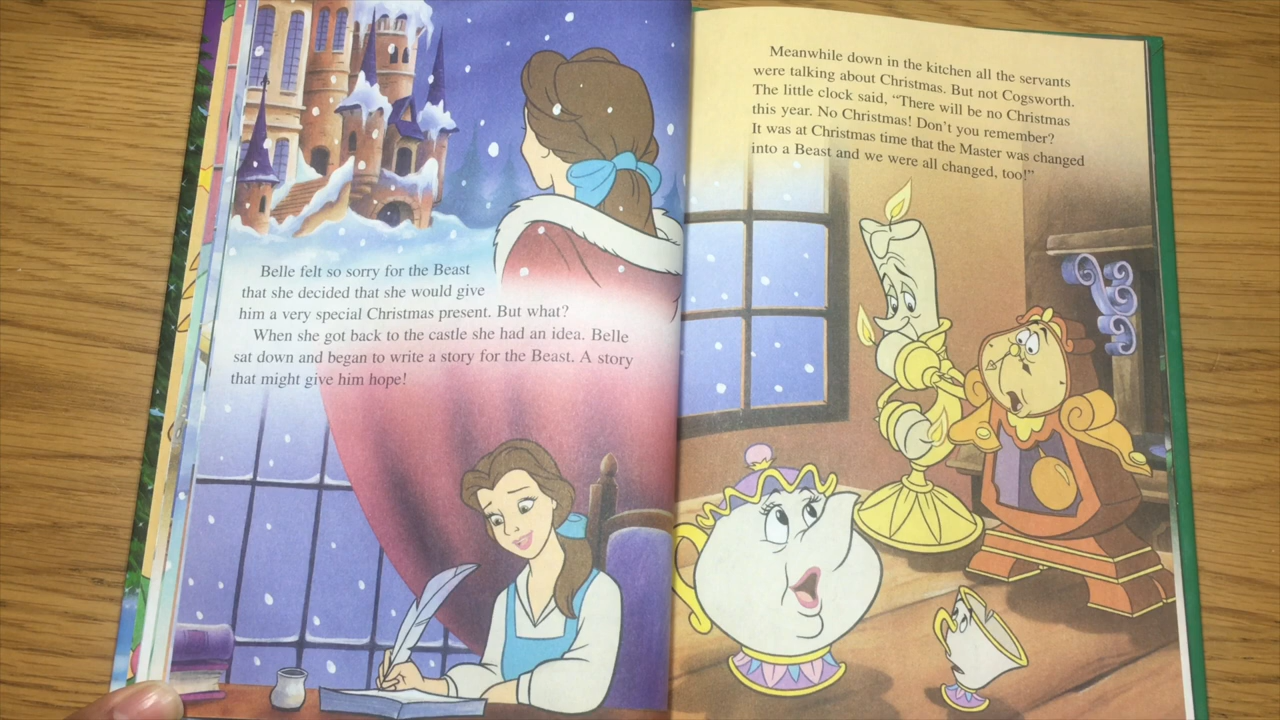 Belle felt so sorry for the Beast
that she decided that she would give
him a very special Christmas present. But what?
When she got back to the castle she had an idea. Belle
sat down and began to write a story for the Beast. A story
that might give him hope!
Meanwhile down in the kitchen all the servants
were talking about Christmas. But not Cogsworth.
The little clock said, “There will be no Christmas
this year. No Christmas! Don’t you remember?
It was at Christmas time that the Master was changed
into a Beast and we were all changed, too!”